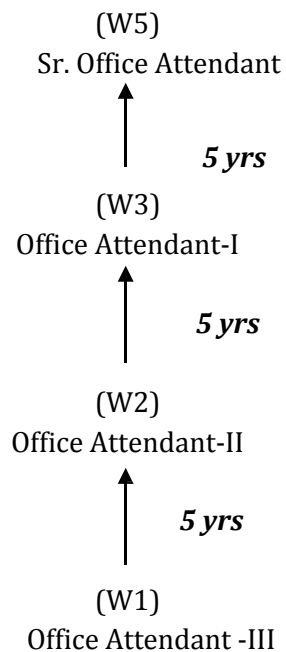 (W5)
Sr. Office Attendant
5 yrs
(W3)
Office Attendant-I
5 yrs
(W2)
Office Attendant-II
5 yrs
(W1)
Office Attendant -III